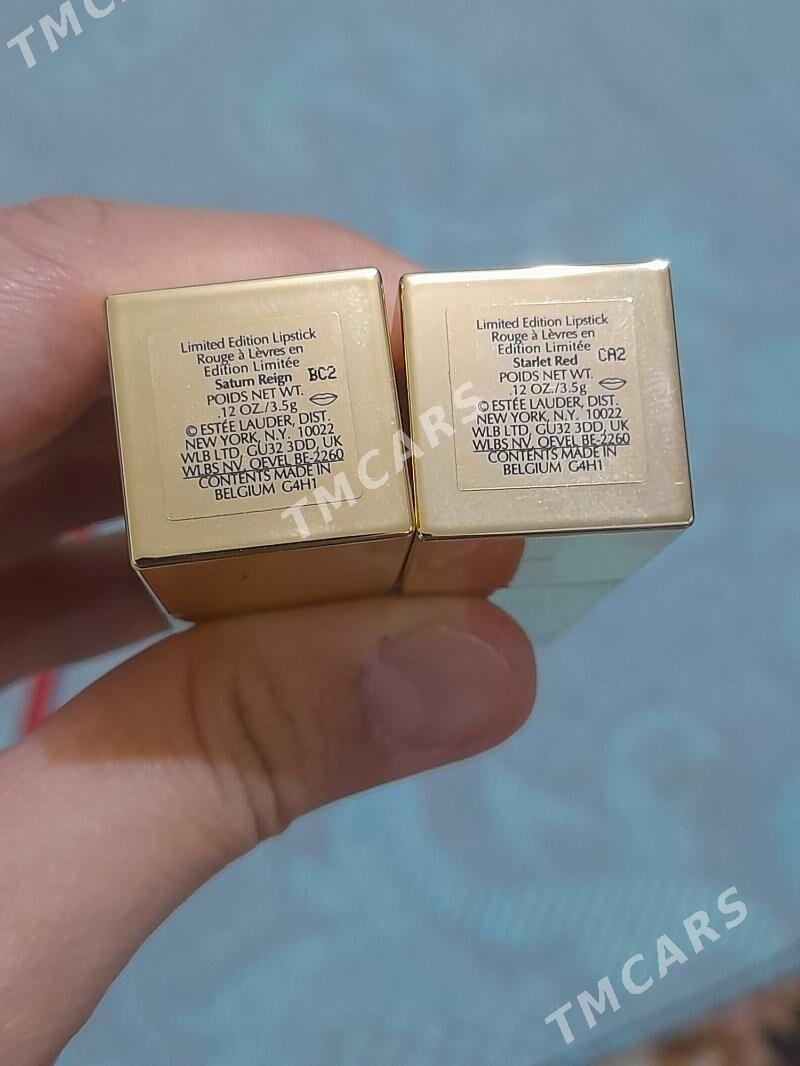 TMCARS
Limited Edition Lipstick
Rouge à Lèvres en
Edition Limitée
Saturn Reign BC2
POIDS NET WT.
.12 OZ./3.5g
© ESTÉE LAUDER, DIST.
NEW YORK, N.Y. 10022
WLB LTD, GU32 3DD, UK
WLBS NV, OEVEL BE-2260
CONTENTS MADE IN
BELGIUM G4H1
Limited Edition Lipstick
Rouge à Lèvres en
Edition Limitée
Starlet Red CA2
POIDS NET WT.
.12 OZ./3.5g
© ESTÉE LAUDER, DIST.
NEW YORK, N.Y. 10022
WLB LTD, GU32 3DD, UK
WLBS NV, OEVEL BE-2260
CONTENTS MADE IN
BELGIUM G4H1
TMCARS
TMCARS